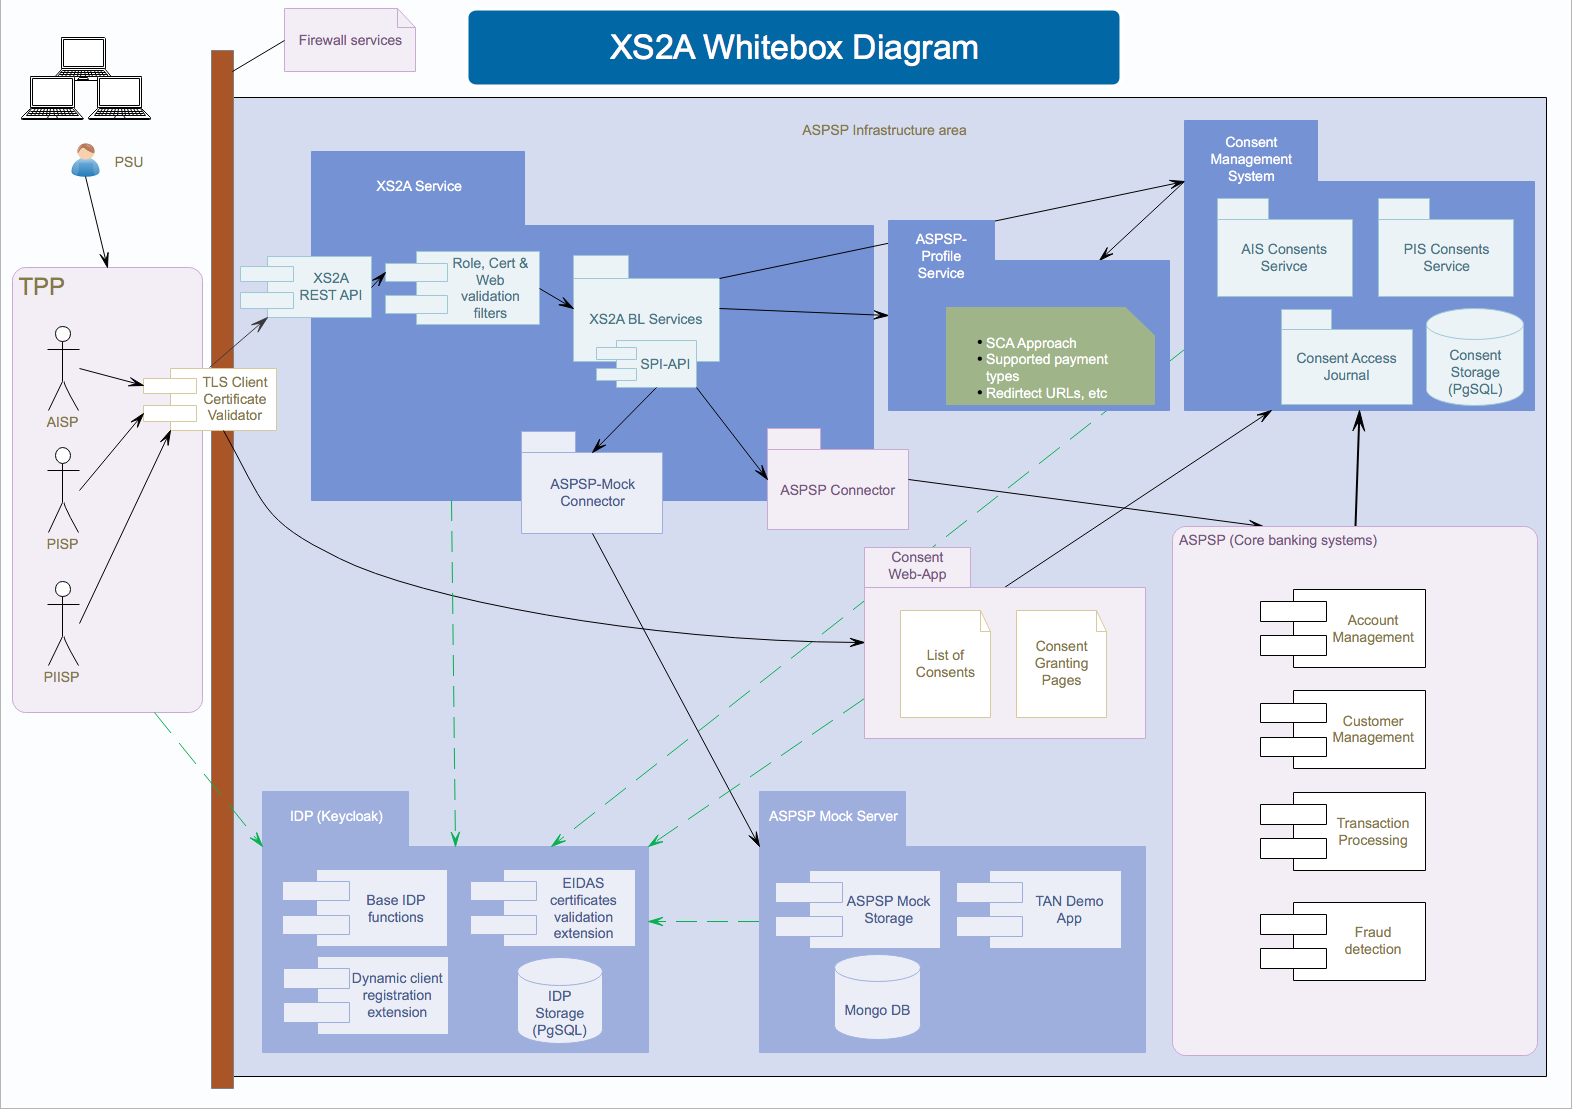 XS2A Whitebox Diagram
Firewall services
PSU
ASPSP Infrastructure area
TPP
AISP
PISP
PIISP
TLS Client
Certificate
Validator
XS2A Service
XS2A
REST API
Role, Cert &
Web
validation
filters
XS2A BL Services
SPI-API
ASPSP-Mock
Connector
ASPSP Connector
ASPSP-
Profile
Service
• SCA Approach
• Supported payment
types
• Redirtect URLs, etc
Consent
Management
System
AIS Consents
Serivce
PIS Consents
Service
Consent Access
Journal
Consent
Storage
(PgSQL)
Consent
Web-App
List of
Consents
Consent
Granting
Pages
ASPSP (Core banking systems)
Account
Management
Customer
Management
Transaction
Processing
Fraud
detection
IDP (Keycloak)
Base IDP
functions
EIDAS
certificates
validation
extension
Dynamic client
registration
extension
IDP
Storage
(PgSQL)
ASPSP Mock Server
ASPSP Mock
Storage
TAN Demo
App
Mongo DB